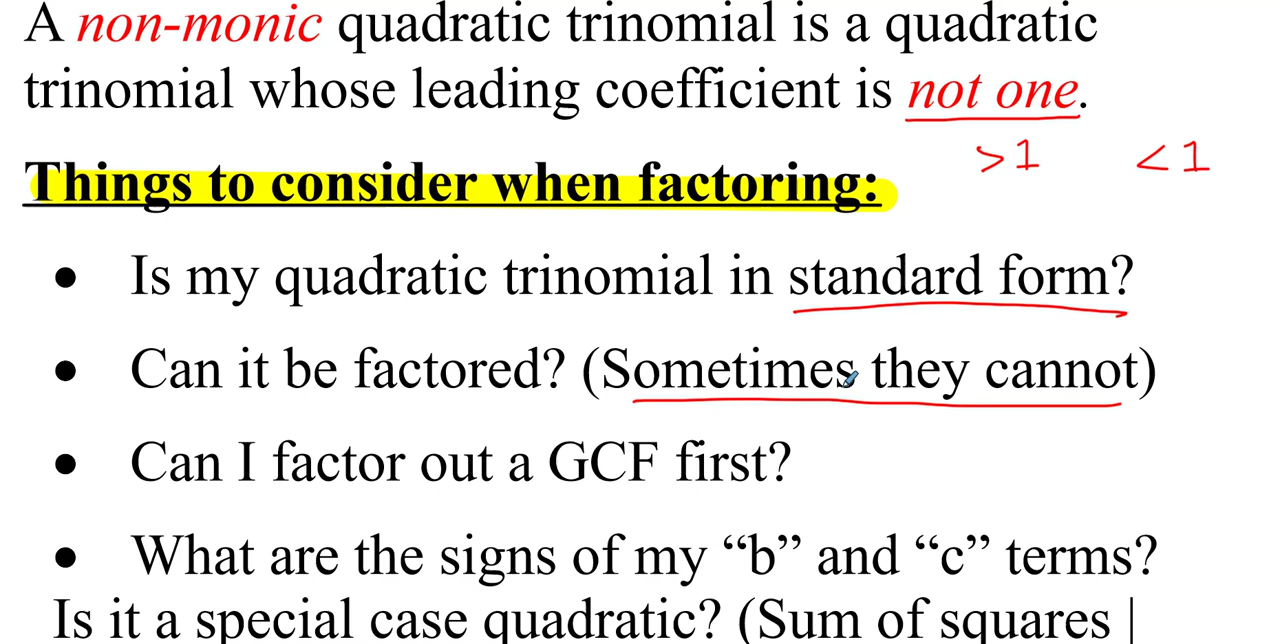 A non-monic quadratic trinomial is a quadratic
trinomial whose leading coefficient is not one.
>1 <1
Things to consider when factoring:
• Is my quadratic trinomial in standard form?
• Can it be factored? (Sometimes they cannot)
• Can I factor out a GCF first?
• What are the signs of my “b” and “c” terms?
Is it a special case quadratic? (Sum of squares |